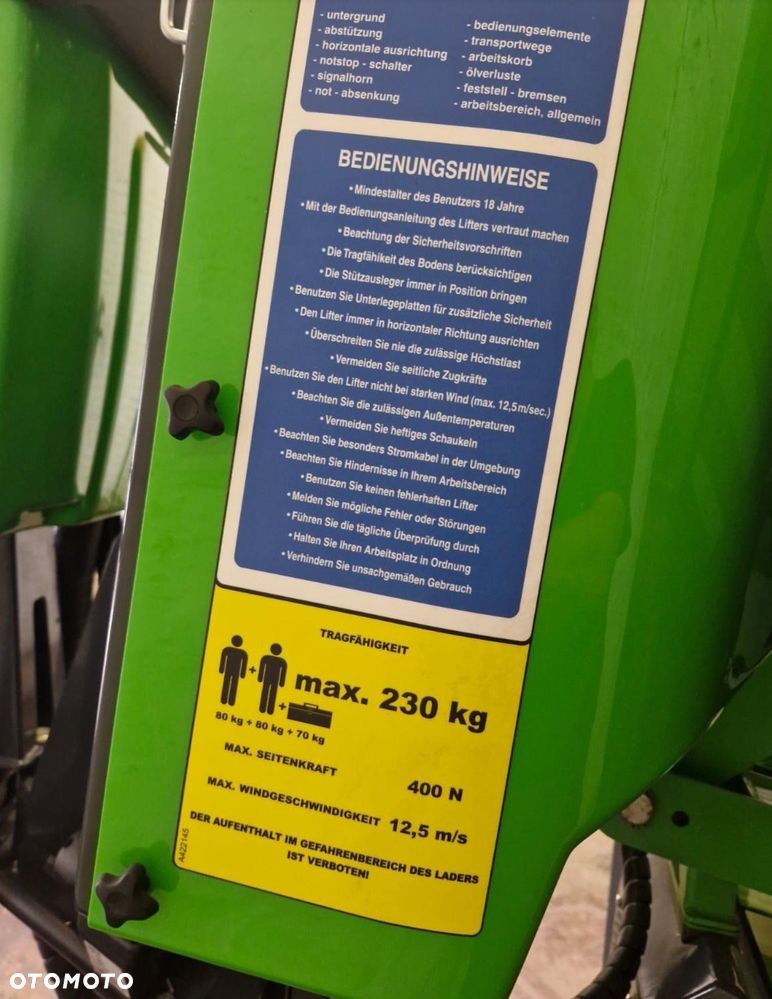 - untergrund
- abstützung
- horizontale ausrichtung
- notstop - schalter
- signalhorn
- not - absenkung
- bedienungselemente
- transportwege
- arbeitskorb
- ölverluste
- feststell - bremsen
- arbeitsbereich, allgemein
BEDIENUNGSHINWEISE
• Mindestalter des Benutzers 18 Jahre
• Mit der Bedienungsanleitung des Lifters vertraut machen
• Beachtung der Sicherheitsvorschriften
• Die Tragfähikeit des Bodens berücksichtigen
• Die Stützausleger immer in Position bringen
• Benutzen Sie Unterlegeplatten für zusätzliche Sicherheit
• Den Lifter immer in horizontaler Richtung ausrichten
• Überschreiten Sie nie die zulässige Höchstlast
• Vermeiden Sie seitliche Zugkräfte
• Benutzen Sie den Lifter nicht bei starken Wind (max. 12,5m/sec.)
• Beachten Sie die zulässigen Außentemperaturen
• Vermeiden Sie heftiges Schaukeln
• Beachten Sie besonders Stromkabel in der Umgebung
• Beachten Sie Hindernisse in Ihrem Arbeitsbereich
• Benutzen Sie keinen fehlerhaften Lifter
• Melden Sie mögliche Fehler oder Störungen
• Führen Sie die tägliche Überprüfung durch
• Halten Sie Ihren Arbeitsplatz in Ordnung
• Verhindern Sie unsachgemäßen Gebrauch
TRAGFÄHIGKEIT
+ + max. 230 kg
80 kg + 80 kg + 70 kg
MAX. SEITENKRAFT 400 N
MAX. WINDGESCHWINDIGKEIT 12,5 m/s
DER AUFENTHALT IM GEFAHRENBEREICH DES LADERS
IST VERBOTEN!
A422145
OTOMOTO